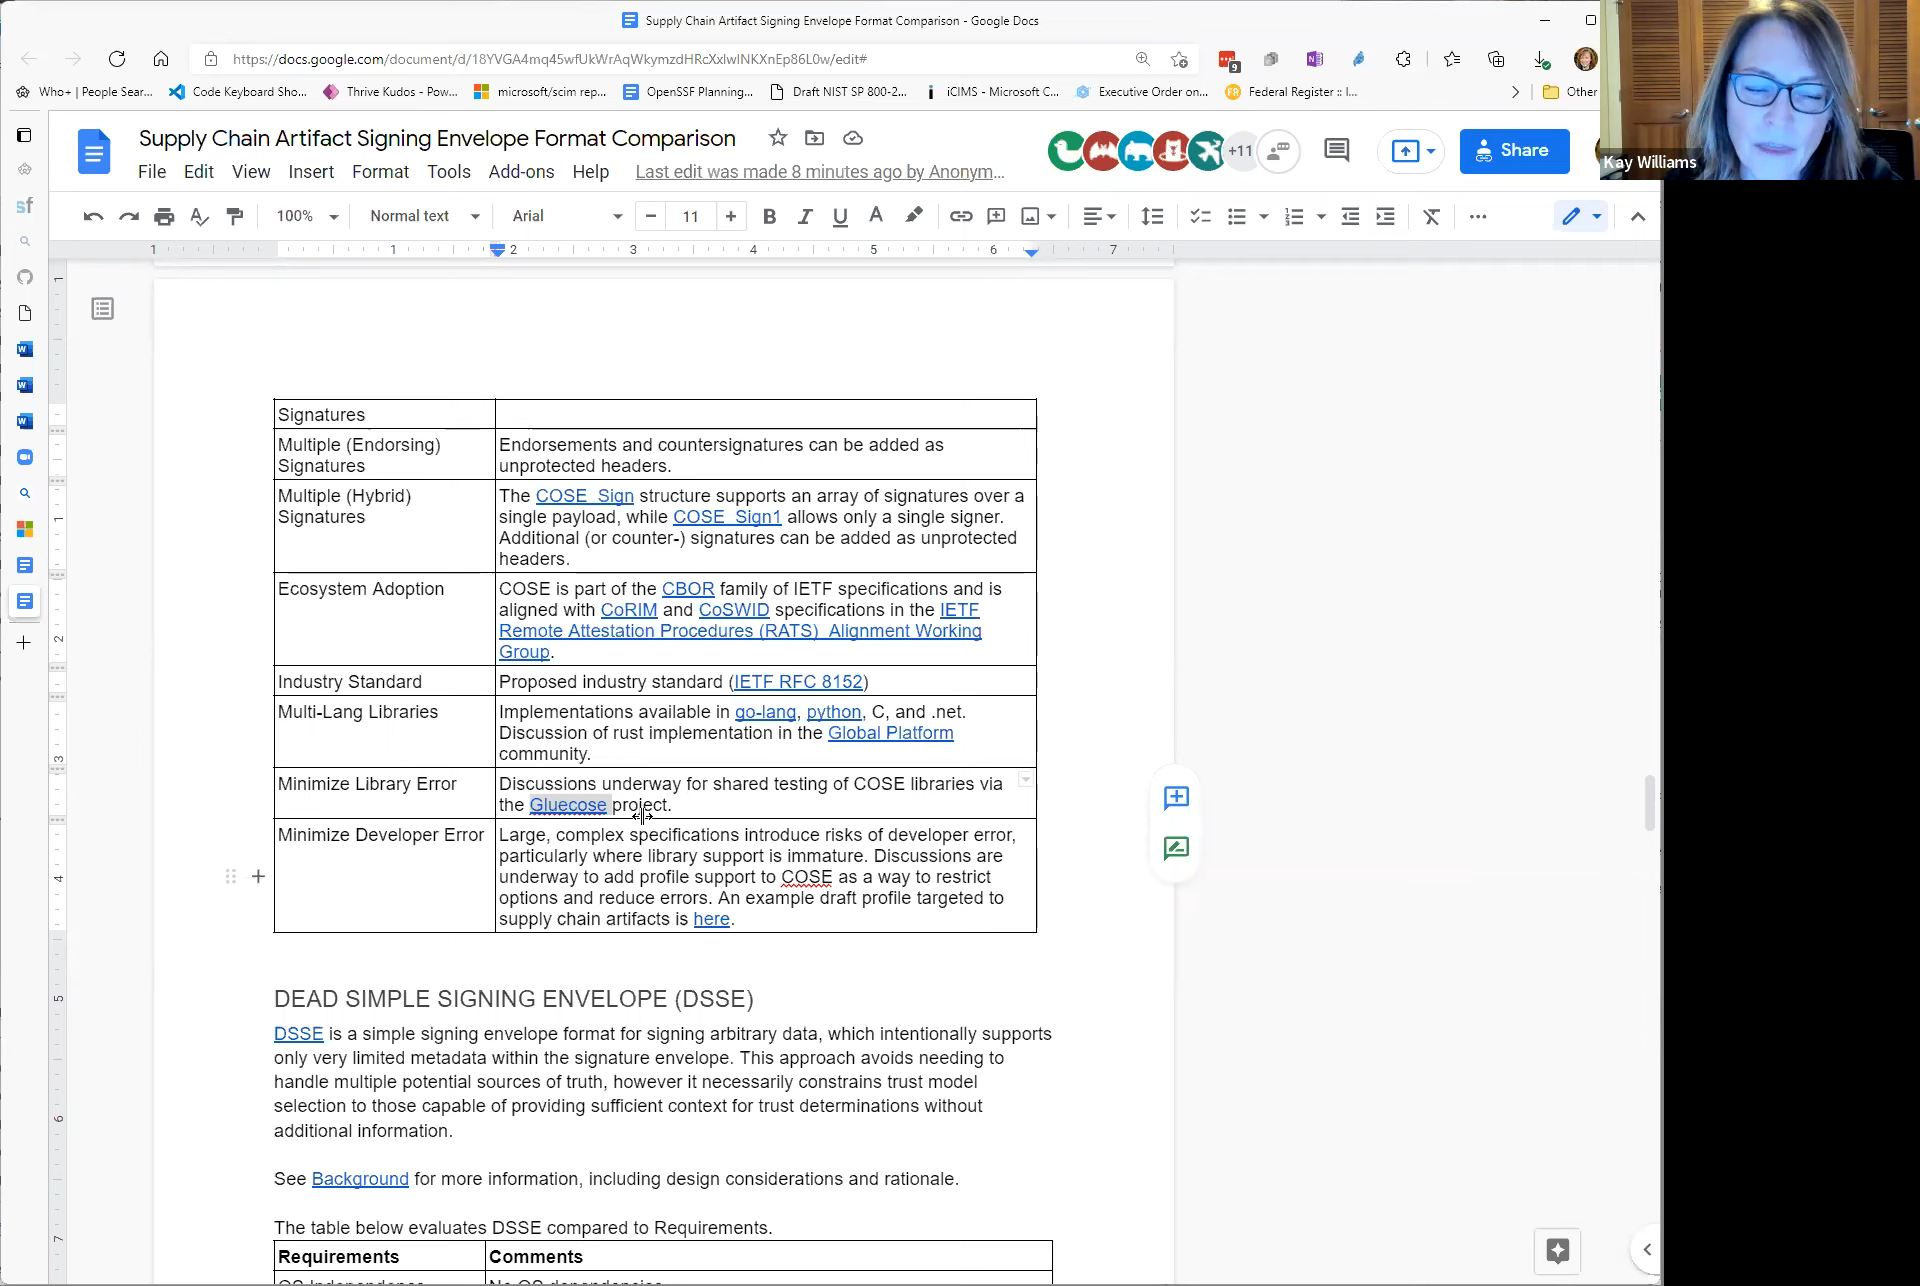 Supply Chain Artifact Signing Envelope Format Comparison - Google Docs
https://docs.google.com/document/d/18YVGA4mq45wfUkWrAqWkymzdHRcXxlwlNKXnEp86L0w/edit#
9
Who+ | People Sear...
Code Keyboard Sho...
Thrive Kudos - Pow...
microsoft/scim rep...
OpenSSF Planning...
Draft NIST SP 800-2...
iCIMS - Microsoft C...
Executive Order on...
Federal Register :: I...
Other
Supply Chain Artifact Signing Envelope Format Comparison
+11
Share
Kay Williams
File Edit View Insert Format Tools Add-ons Help Last edit was made 8 minutes ago by Anonym...
100% Normal text Arial 11
1 1 2 3 4 5 6 7
Signatures
Multiple (Endorsing)
Signatures
Endorsements and countersignatures can be added as
unprotected headers.
Multiple (Hybrid)
Signatures
The COSE_Sign structure supports an array of signatures over a
single payload, while COSE_Sign1 allows only a single signer.
Additional (or counter-) signatures can be added as unprotected
headers.
Ecosystem Adoption
COSE is part of the CBOR family of IETF specifications and is
aligned with CoRIM and CoSWID specifications in the IETF
Remote Attestation Procedures (RATS) Alignment Working
Group.
Industry Standard
Proposed industry standard (IETF RFC 8152)
Multi-Lang Libraries
Implementations available in go-lang, python, C, and .net.
Discussion of rust implementation in the Global Platform
community.
Minimize Library Error
Discussions underway for shared testing of COSE libraries via
the Gluecose project.
Minimize Developer Error
Large, complex specifications introduce risks of developer error,
particularly where library support is immature. Discussions are
underway to add profile support to COSE as a way to restrict
options and reduce errors. An example draft profile targeted to
supply chain artifacts is here.
DEAD SIMPLE SIGNING ENVELOPE (DSSE)
DSSE is a simple signing envelope format for signing arbitrary data, which intentionally supports
only very limited metadata within the signature envelope. This approach avoids needing to
handle multiple potential sources of truth, however it necessarily constrains trust model
selection to those capable of providing sufficient context for trust determinations without
additional information.
See Background for more information, including design considerations and rationale.
The table below evaluates DSSE compared to Requirements.
Requirements
Comments
OS Independence
No OS dependencies